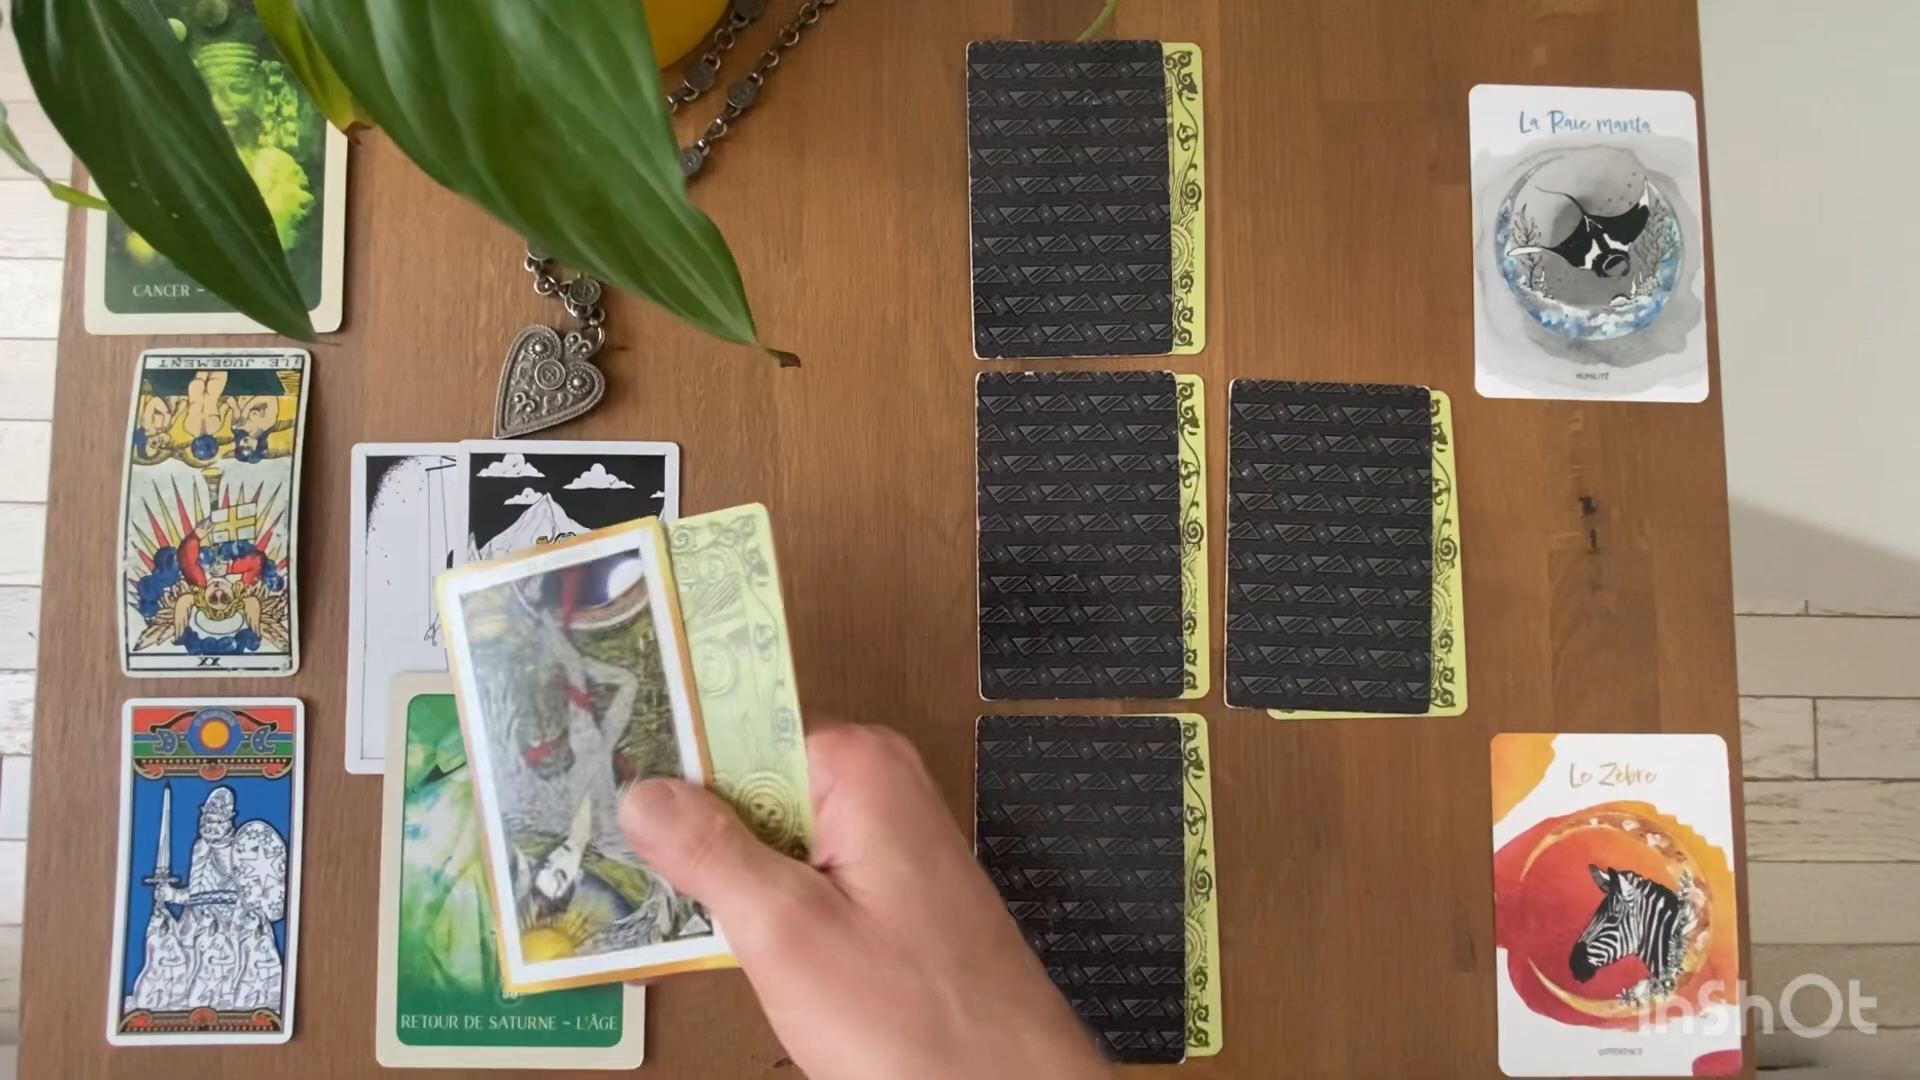 CANCER ~
LE · JUGEMENT
XX
RETOUR DE SATURNE ~ L'ÂGE
La Raie manta
HUMILITÉ
Le Zèbre
DIFFÉRENCE
InShOt